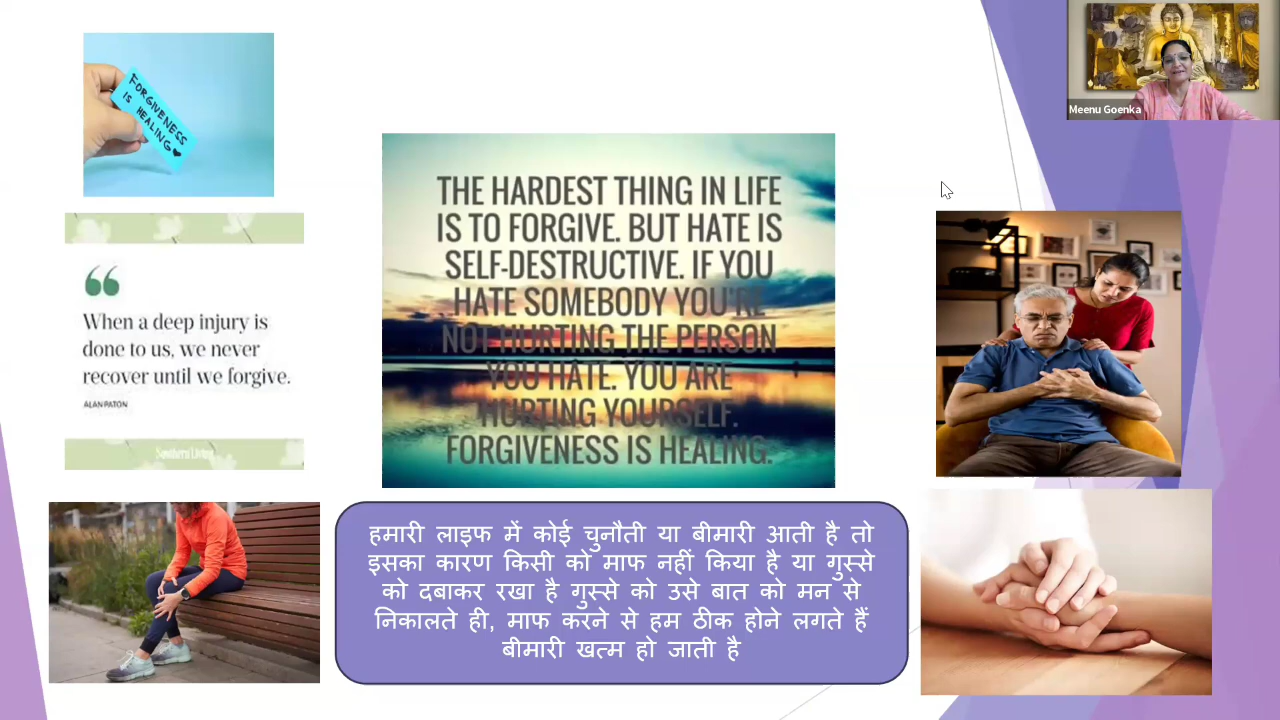 FORGIVENESS
IS HEALING
Meenu Goenka
THE HARDEST THING IN LIFE
IS TO FORGIVE. BUT HATE IS
SELF-DESTRUCTIVE. IF YOU
HATE SOMEBODY YOU'RE
NOT HURTING THE PERSON
YOU HATE. YOU ARE
HURTING YOURSELF.
FORGIVENESS IS HEALING.
When a deep injury is
done to us, we never
recover until we forgive.
ALAN PATON
Southern Living
हमारी लाइफ में कोई चुनौती या बीमारी आती है तो
इसका कारण किसी को माफ नहीं किया है या गुस्से
को दबाकर रखा है गुस्से को उसे बात को मन से
निकालते ही, माफ करने से हम ठीक होने लगते हैं
बीमारी खत्म हो जाती है